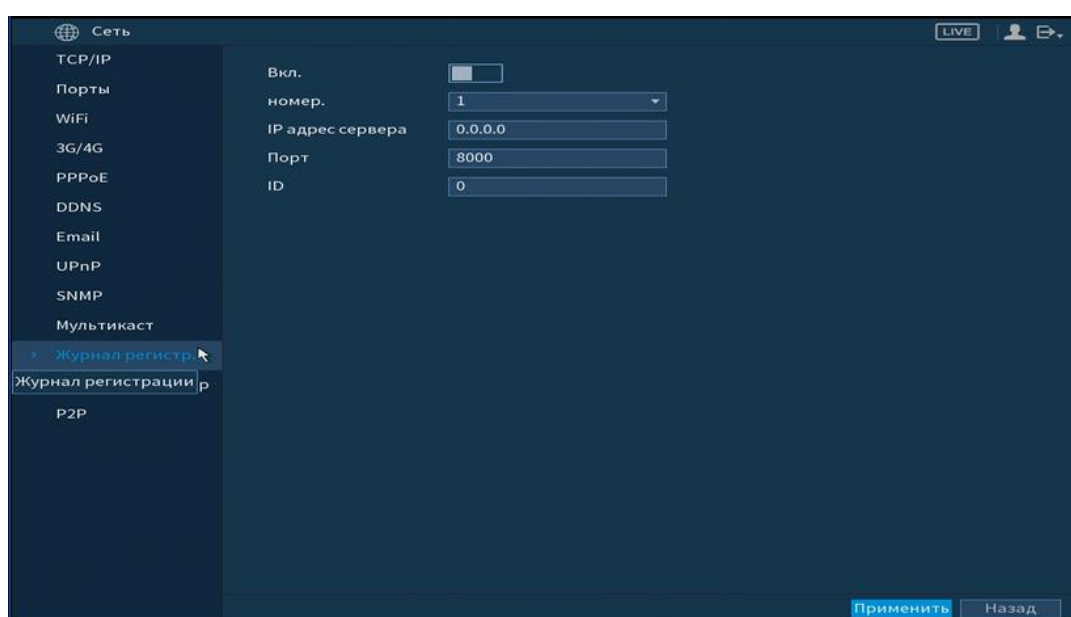 Сеть
LIVE
TCP/IP
Порты
WiFi
3G/4G
PPPoE
DDNS
Email
UPnP
SNMP
Мультикаст
Журнал регистр.
Журнал регистрации
р
P2P
Вкл.
номер. 1
IP адрес сервера 0.0.0.0
Порт 8000
ID 0
Применить Назад